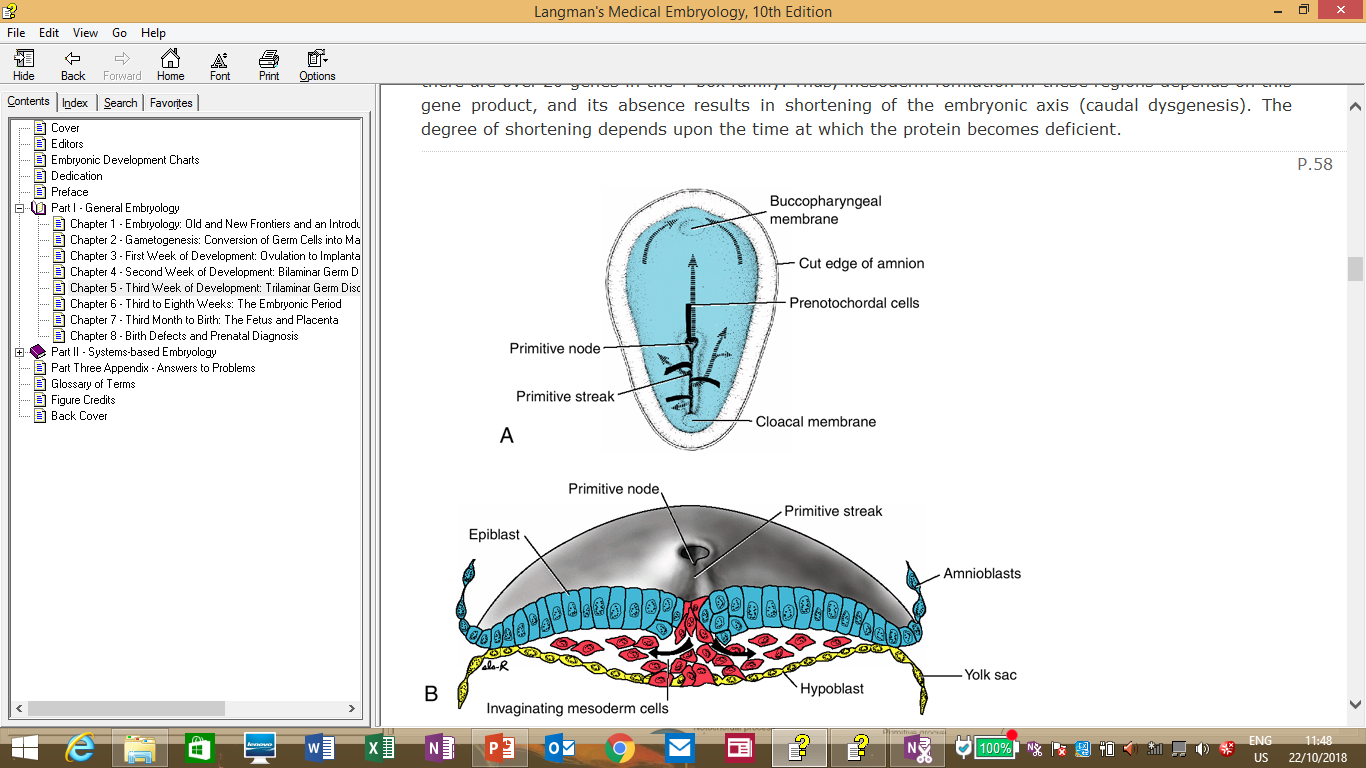 Langman's Medical Embryology, 10th Edition
File Edit View Go Help
Hide Back Forward Home Font Print Options
Contents Index Search Favorites
Cover
Editors
Embryonic Development Charts
Dedication
Preface
Part I - General Embryology
Chapter 1 - Embryology: Old and New Frontiers and an Introdu
Chapter 2 - Gametogenesis: Conversion of Germ Cells into Ma
Chapter 3 - First Week of Development: Ovulation to Implanta
Chapter 4 - Second Week of Development: Bilaminar Germ D
Chapter 5 - Third Week of Development: Trilaminar Germ Disc
Chapter 6 - Third to Eighth Weeks: The Embryonic Period
Chapter 7 - Third Month to Birth: The Fetus and Placenta
Chapter 8 - Birth Defects and Prenatal Diagnosis
Part II - Systems-based Embryology
Part Three Appendix - Answers to Problems
Glossary of Terms
Figure Credits
Back Cover
gene product, and its absence results in shortening of the embryonic axis (caudal dysgenesis). The
degree of shortening depends upon the time at which the protein becomes deficient.
P.58
Buccopharyngeal
membrane
Cut edge of amnion
Prenotochordal cells
Primitive node
Primitive streak
Cloacal membrane
A
Primitive node
Primitive streak
Epiblast
Amnioblasts
Yolk sac
Hypoblast
Invaginating mesoderm cells
B
sls-R
lenovo
100%
ENG
US
11:48
22/10/2018